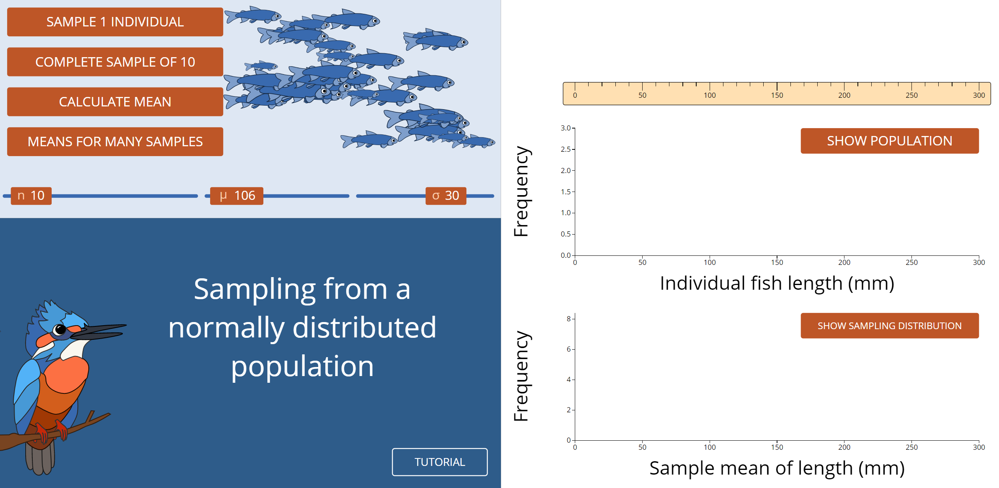 SAMPLE 1 INDIVIDUAL
COMPLETE SAMPLE OF 10
CALCULATE MEAN
MEANS FOR MANY SAMPLES
n 10
μ 106
σ 30
Sampling from a
normally distributed
population
TUTORIAL
0 50 100 150 200 250 300
SHOW POPULATION
Frequency
3.0
2.5
2.0
1.5
1.0
0.5
0.0
0 50 100 150 200 250 300
Individual fish length (mm)
SHOW SAMPLING DISTRIBUTION
Frequency
8
6
4
2
0
0 50 100 150 200 250 300
Sample mean of length (mm)